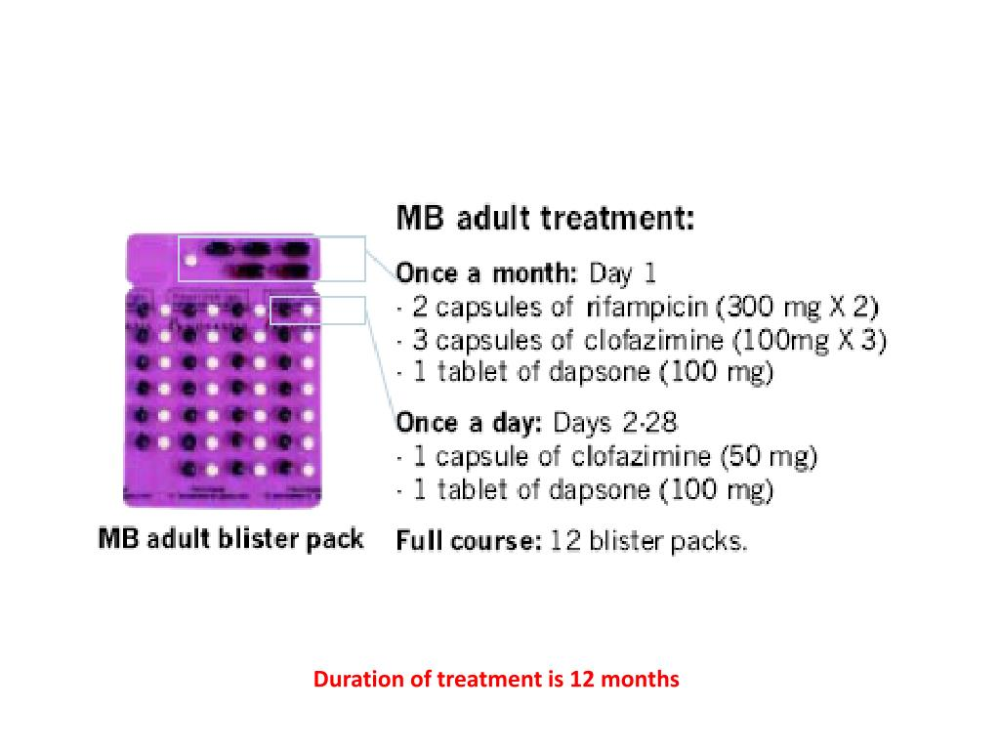 MB adult treatment:
Once a month: Day 1
· 2 capsules of rifampicin (300 mg X 2)
· 3 capsules of clofazimine (100mg X 3)
· 1 tablet of dapsone (100 mg)
Once a day: Days 2-28
· 1 capsule of clofazimine (50 mg)
· 1 tablet of dapsone (100 mg)
Full course: 12 blister packs.
MB adult blister pack
Duration of treatment is 12 months